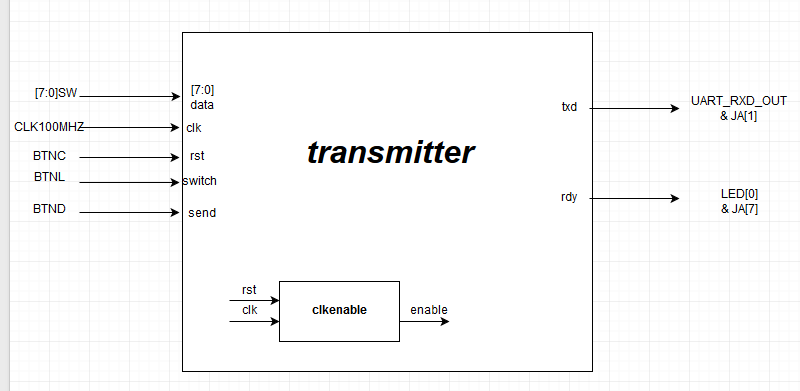 [7:0]SW
[7:0]
data
txd
UART_RXD_OUT
& JA[1]
CLK100MHZ
clk
BTNC
rst
transmitter
BTNL
switch
BTND
send
rdy
LED[0]
& JA[7]
rst
clk
clkenable
enable